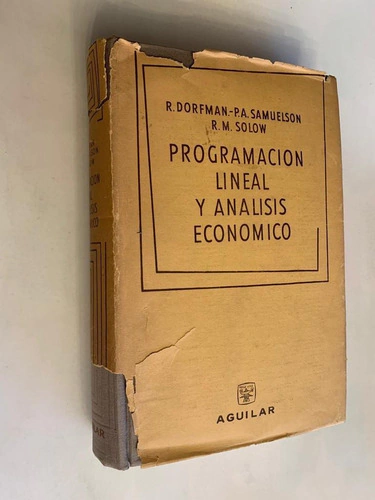 R. DORFMAN.-P.A. SAMUELSON
R. M. SOLOW
PROGRAMACION
LINEAL
Y ANALISIS
ECONOMICO
AGUILAR